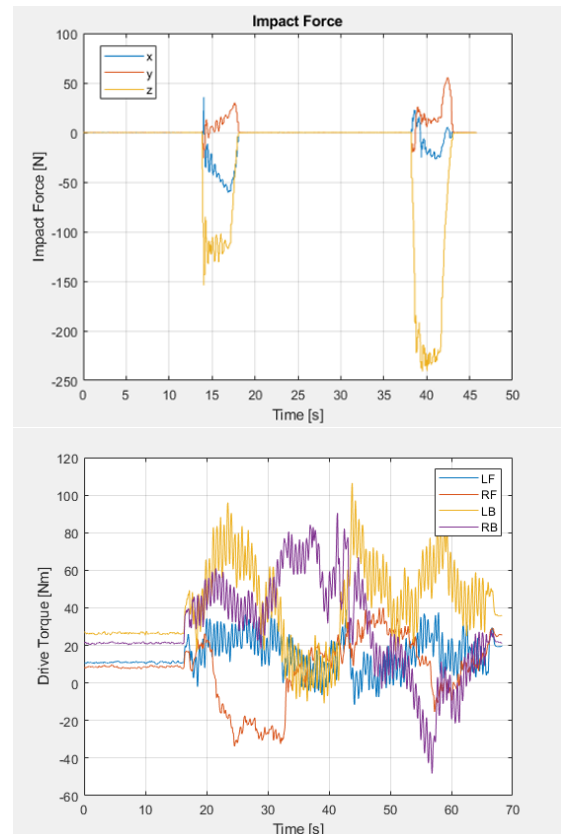 Impact Force
100
50
0
-50
-100
-150
-200
-250
Impact Force [N]
x
y
z
0 5 10 15 20 25 30 35 40 45 50
Time [s]
120
100
80
60
40
20
0
-20
-40
-60
Drive Torque [Nm]
LF
RF
LB
RB
0 10 20 30 40 50 60 70
Time [s]